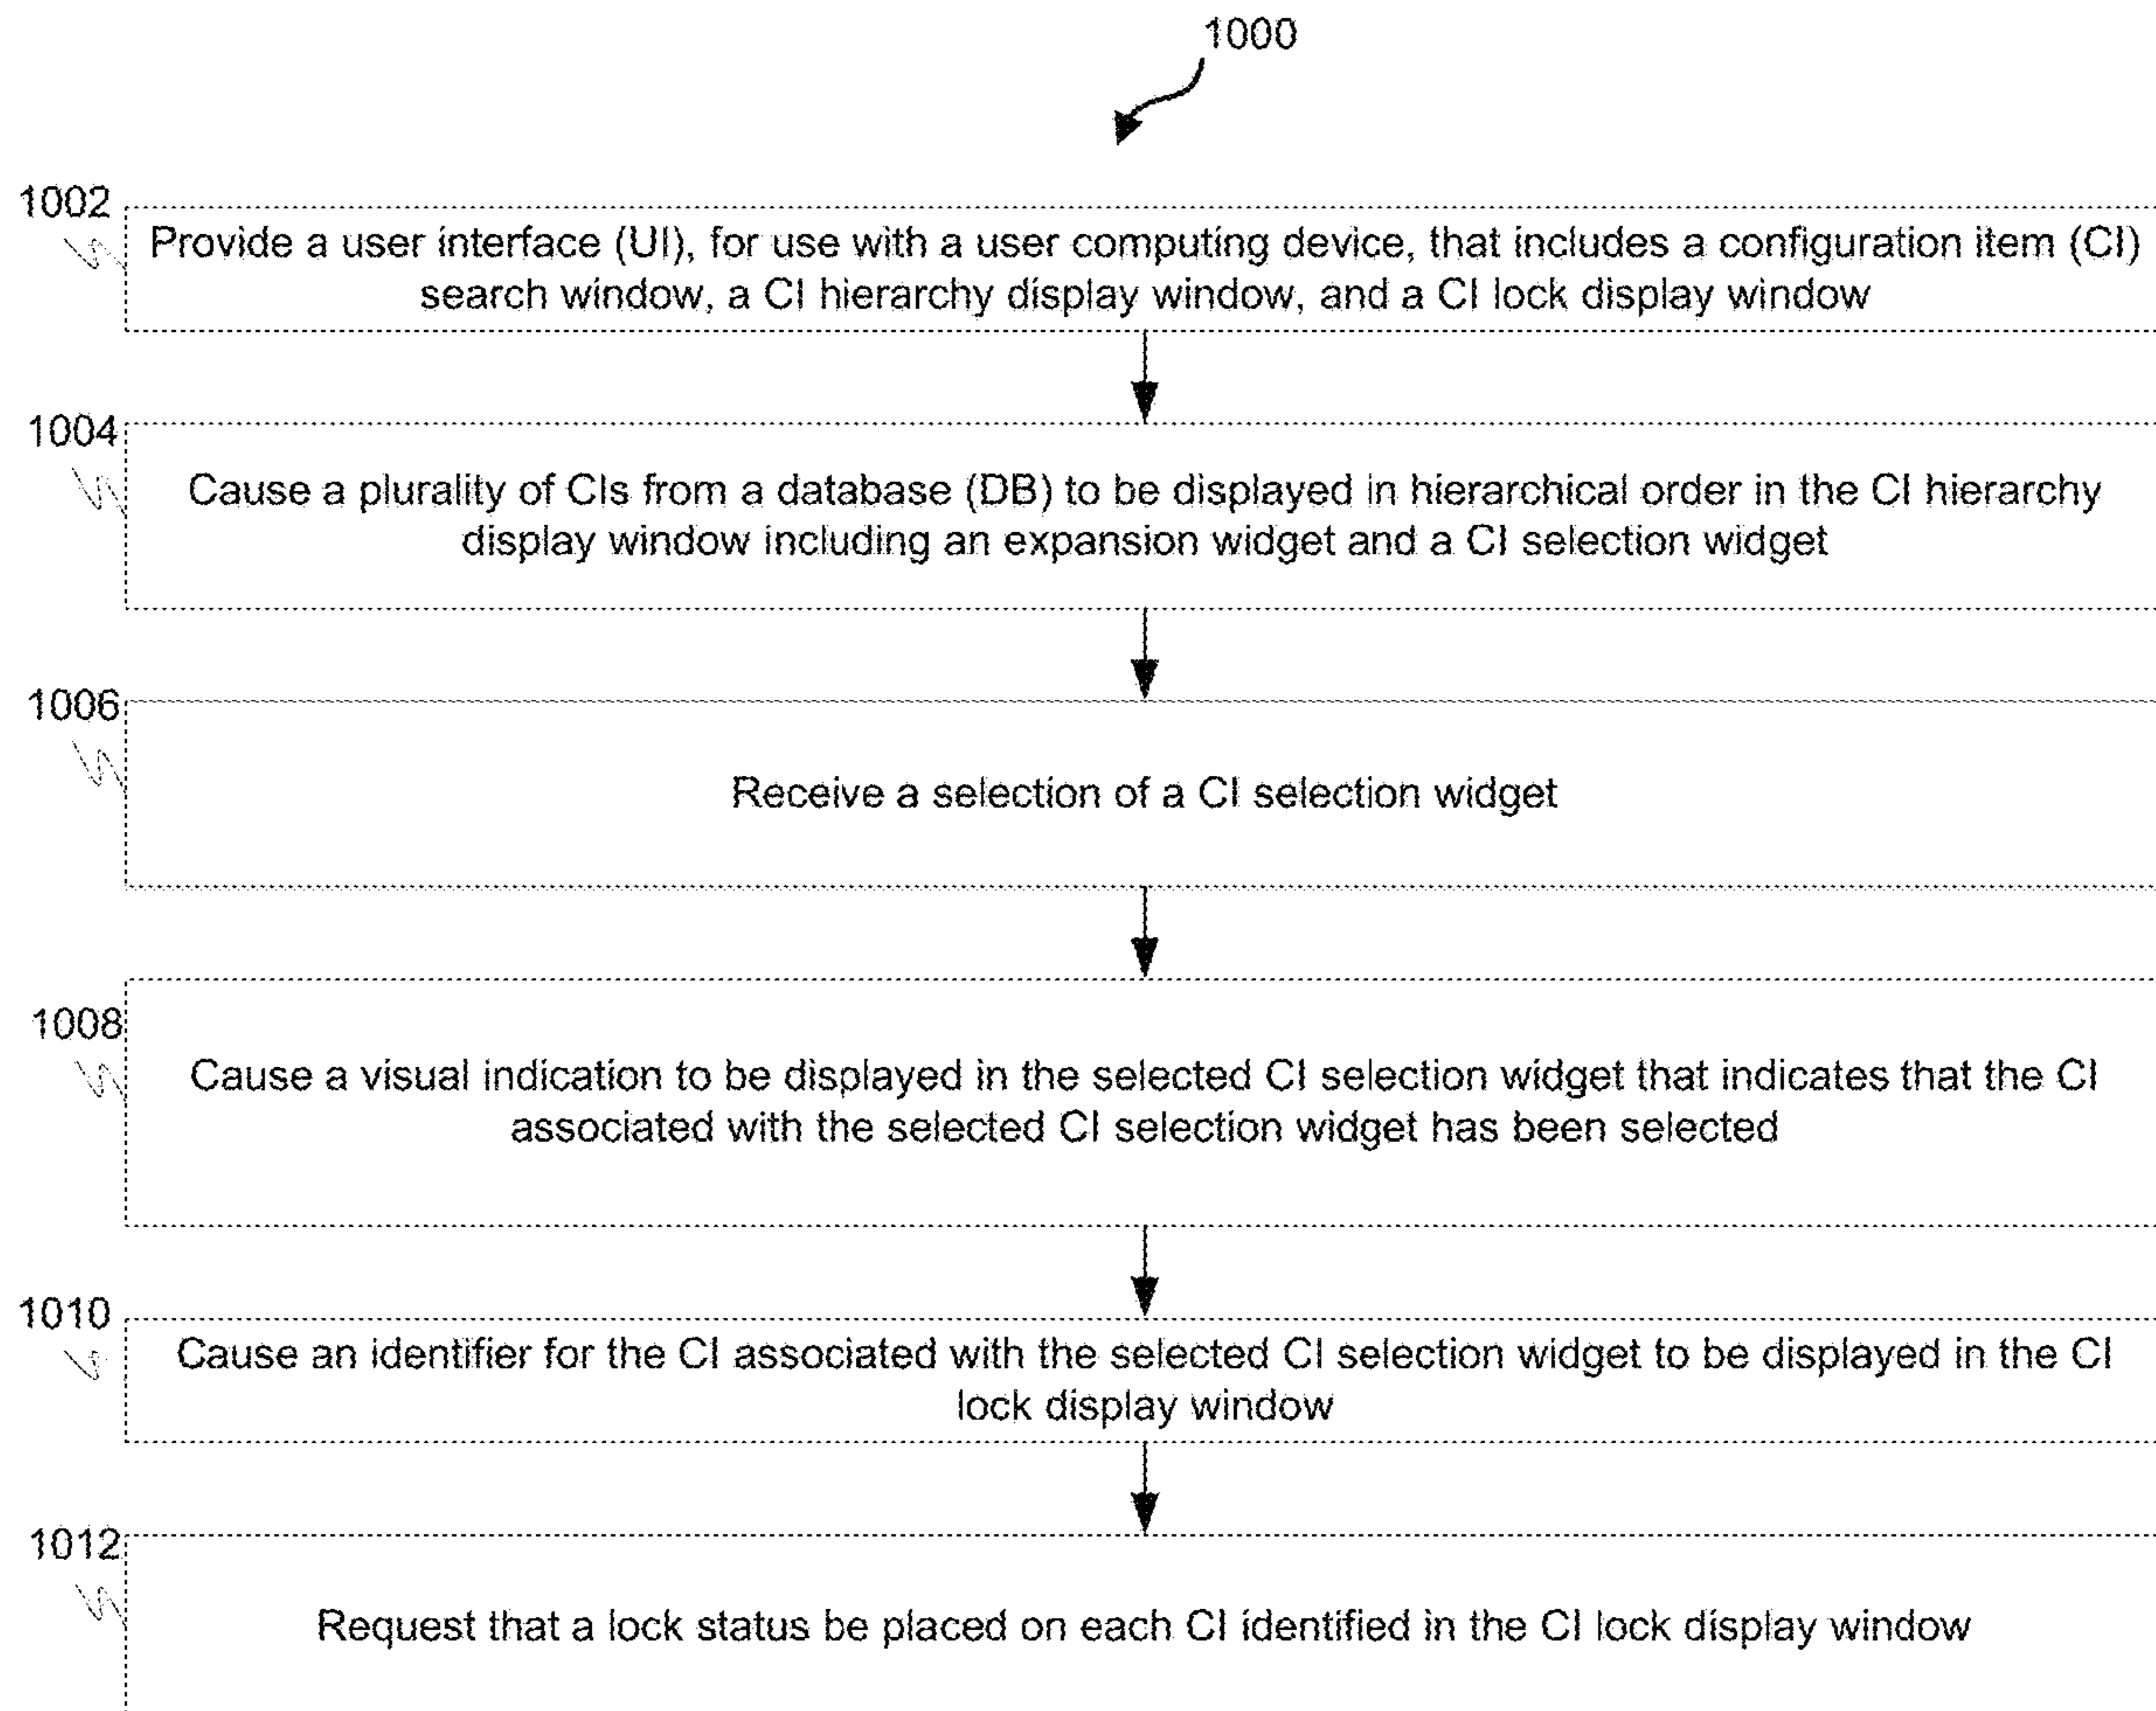 1000
1002
Provide a user interface (UI), for use with a user computing device, that includes a configuration item (CI)
search window, a CI hierarchy display window, and a CI lock display window
1004
Cause a plurality of CIs from a database (DB) to be displayed in hierarchical order in the CI hierarchy
display window including an expansion widget and a CI selection widget
1006
Receive a selection of a CI selection widget
1008
Cause a visual indication to be displayed in the selected CI selection widget that indicates that the CI
associated with the selected CI selection widget has been selected
1010
Cause an identifier for the CI associated with the selected CI selection widget to be displayed in the CI
lock display window
1012
Request that a lock status be placed on each CI identified in the CI lock display window